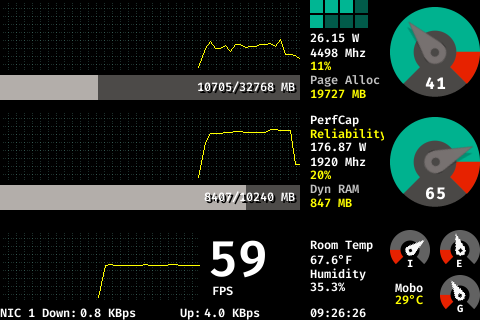 26.15 W
4498 Mhz
11%
10705/32768 MB
Page Alloc
19727 MB
41
PerfCap
Reliability
176.87 W
1920 Mhz
20%
8407/10240 MB
Dyn RAM
847 MB
65
59
FPS
Room Temp
67.6°F
Humidity
35.3%
I
E
Mobo
29°C
G
NIC 1 Down: 0.8 KBps
Up: 4.0 KBps
09:26:26